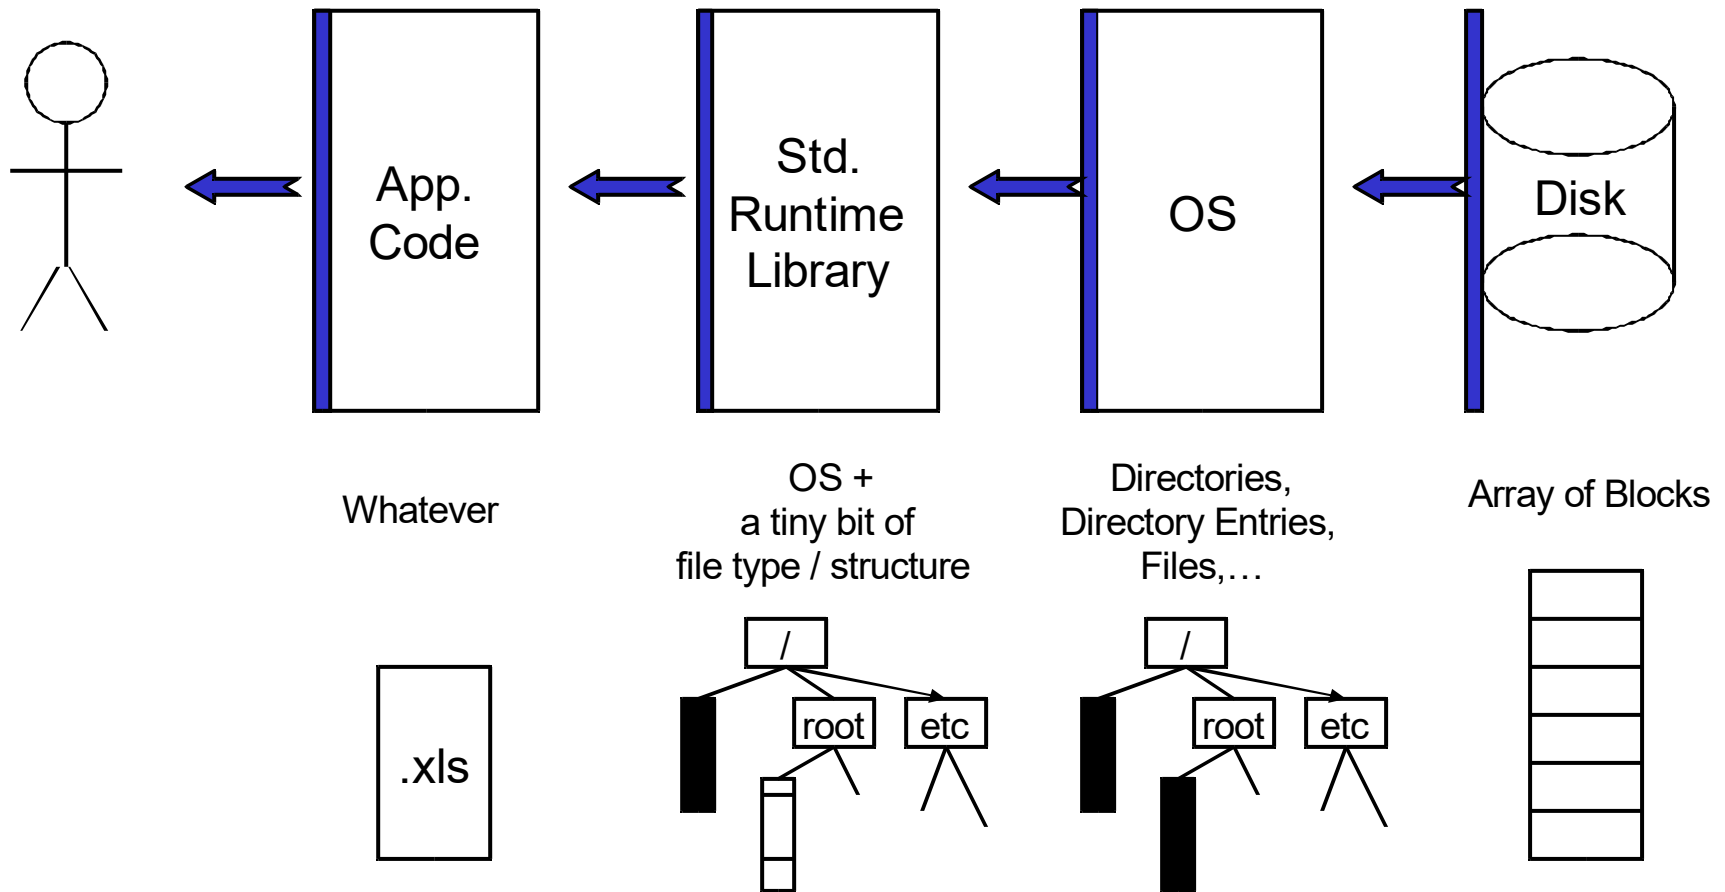 App.
Code
Std.
Runtime
Library
OS
Disk
Whatever
OS +
a tiny bit of
file type / structure
Directories,
Directory Entries,
Files,…
Array of Blocks
.xls
/
root
etc
/
root
etc